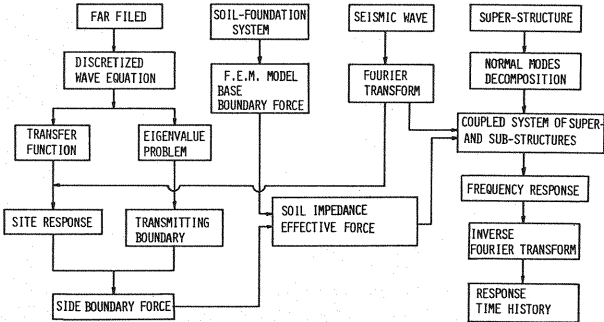 FAR FILED
SOIL-FOUNDATION
SYSTEM
SEISMIC WAVE
SUPER-STRUCTURE
DISCRETIZED
WAVE EQUATION
F.E.M. MODEL
BASE
BOUNDARY FORCE
FOURIER
TRANSFORM
NORMAL MODES
DECOMPOSITION
TRANSFER
FUNCTION
EIGENVALUE
PROBLEM
COUPLED SYSTEM OF SUPER-
AND SUB-STRUCTURES
FREQUENCY RESPONSE
SITE RESPONSE
TRANSMITTING
BOUNDARY
SOIL IMPEDANCE
EFFECTIVE FORCE
INVERSE
FOURIER TRANSFORM
SIDE BOUNDARY FORCE
RESPONSE
TIME HISTORY